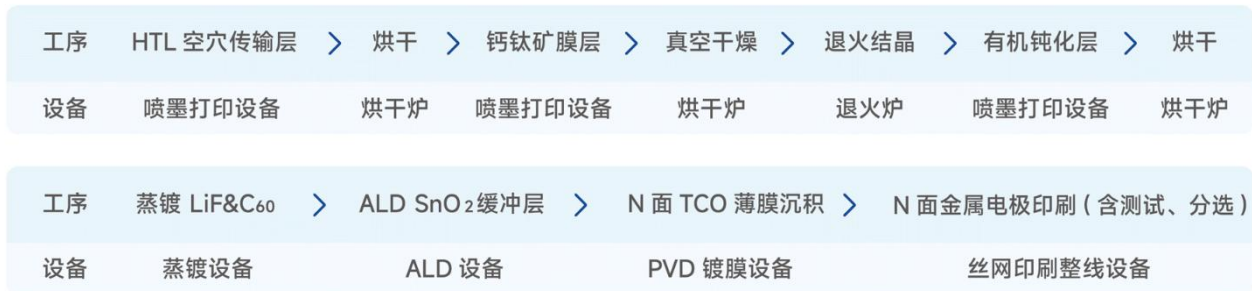 工序 HTL 空穴传输层 > 烘干 > 钙钛矿膜层 > 真空干燥 > 退火结晶 > 有机钝化层 > 烘干
设备 喷墨打印设备 烘干炉 喷墨打印设备 烘干炉 退火炉 喷墨打印设备 烘干炉
工序 蒸镀 LiF&C₆₀ > ALD SnO₂缓冲层 > N 面 TCO 薄膜沉积 > N 面金属电极印刷 ( 含测试、分选 )
设备 蒸镀设备 ALD 设备 PVD 镀膜设备 丝网印刷整线设备